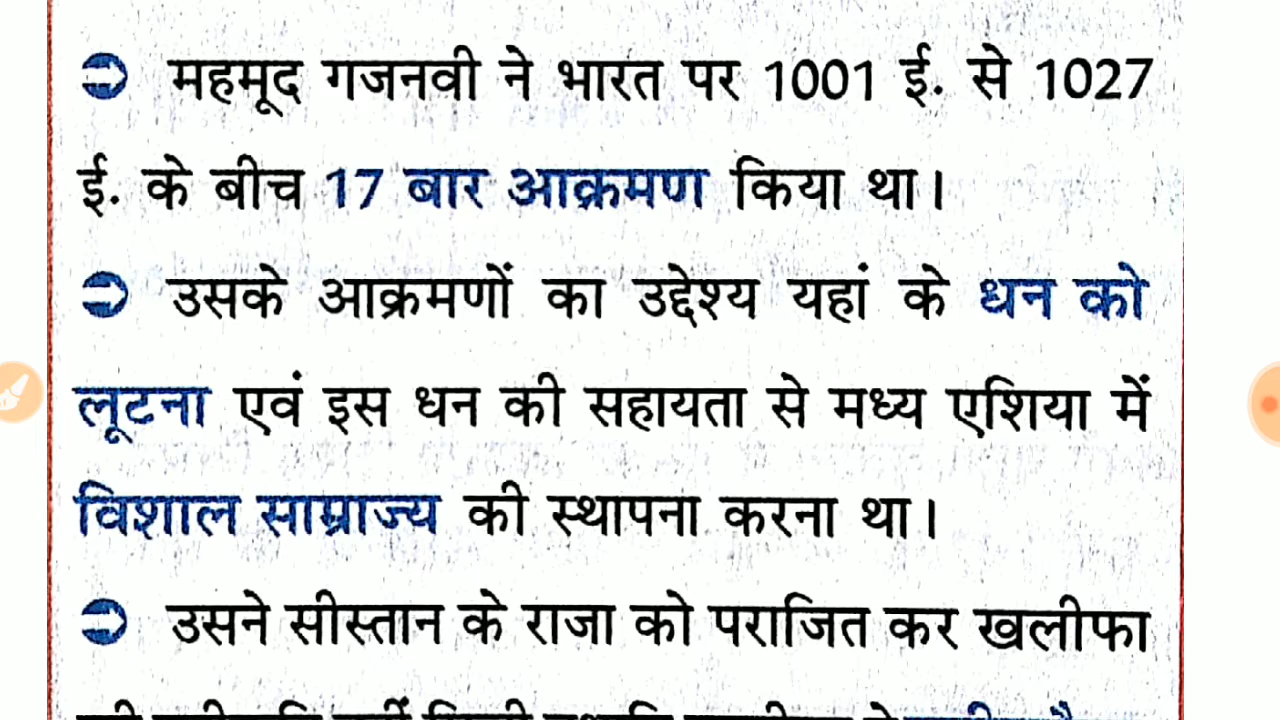 ➲ महमूद गजनवी ने भारत पर 1001 ई. से 1027
ई. के बीच 17 बार आक्रमण किया था।
➲ उसके आक्रमणों का उद्देश्य यहां के धन को
लूटना एवं इस धन की सहायता से मध्य एशिया में
विशाल साम्राज्य की स्थापना करना था।
➲ उसने सीस्तान के राजा को पराजित कर खलीफा